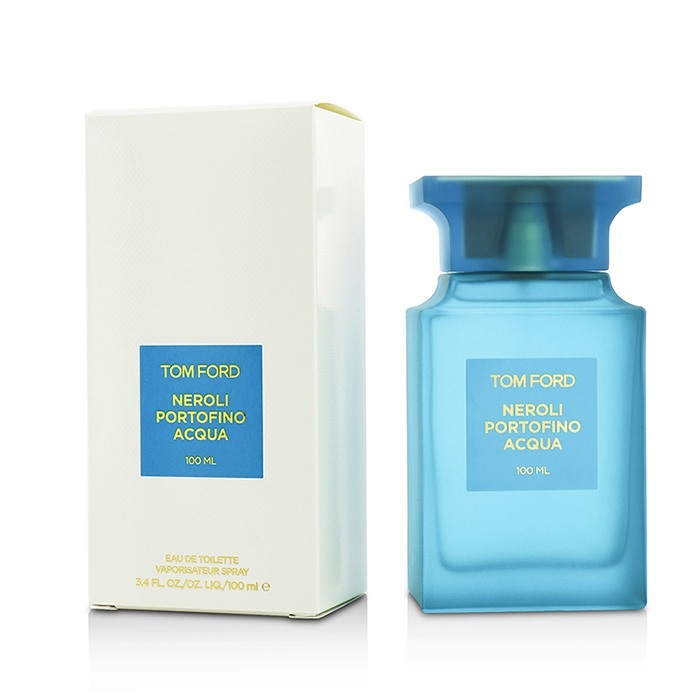 TOM FORD
NEROLI
PORTOFINO
ACQUA
100 ML
EAU DE TOILETTE
VAPORISATEUR SPRAY
3.4 FL. OZ./OZ. LIQ./100 ml e
TOM FORD
NEROLI
PORTOFINO
ACQUA
100 ML